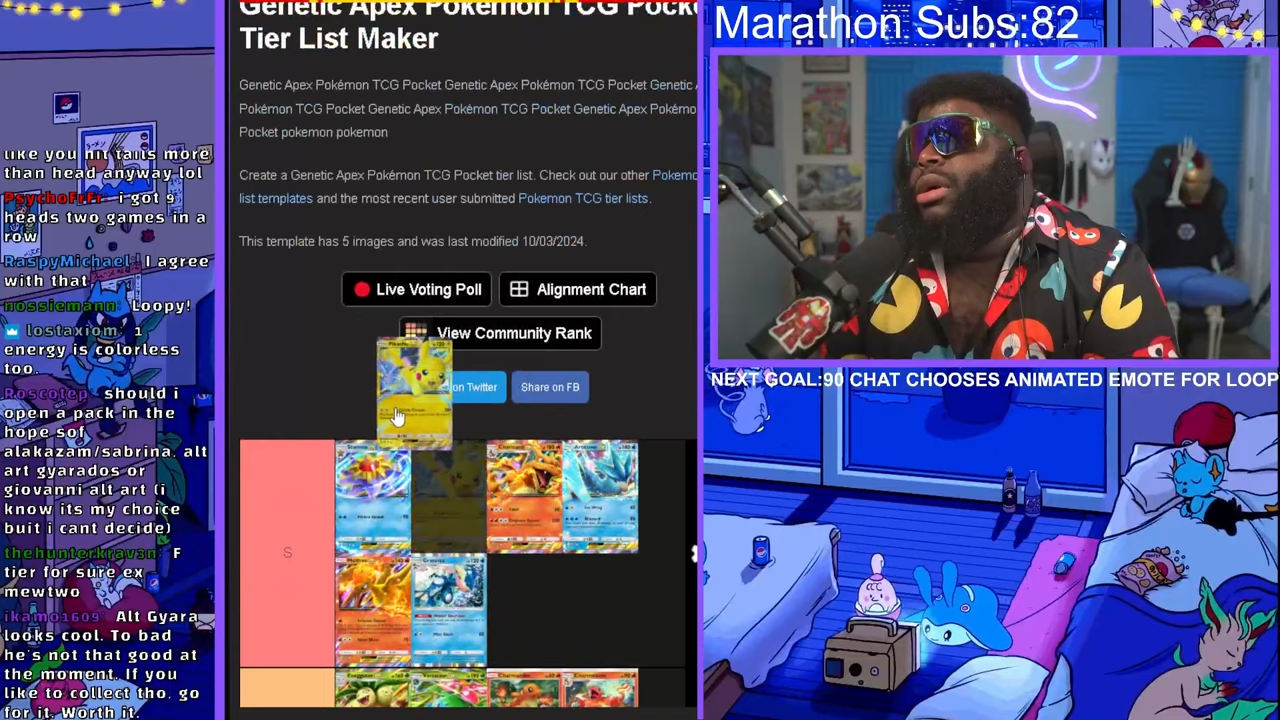 like you hit tails more
than head anyway lol
PsychoFrFr: i got 9
heads two games in a
row
RaspyMichael: I agree
with that
nossiemann: Loopy!
lostaxiom: 1
energy is colorless
too.
Roscotep: should i
open a pack in the
hope sof
alakazam/sabrina. alt
art gyarados or
giovanni alt art (i
know its my choice
buit i cant decide)
thehunterkrav3n: F
tier for sure ex
mewtwo
ikamo1609: Alt Gyara
looks cool. To bad
he's not that good at
the moment. If you
like to collect tho. go
for it. Worth it.
Genetic Apex Pokemon TCG Pocke
Tier List Maker
Genetic Apex Pokémon TCG Pocket Genetic Apex Pokémon TCG Pocket Genetic
Pokémon TCG Pocket Genetic Apex Pokémon TCG Pocket Genetic Apex Pokémo
Pocket pokemon pokemon
Create a Genetic Apex Pokémon TCG Pocket tier list. Check out our other Pokemo
list templates and the most recent user submitted Pokemon TCG tier lists.
This template has 5 images and was last modified 10/03/2024.
Live Voting Poll
Alignment Chart
View Community Rank
on Twitter
Share on FB
Pikachu
S
Marathon Subs:82
NEXT GOAL:90 CHAT CHOOSES ANIMATED EMOTE FOR LOOP